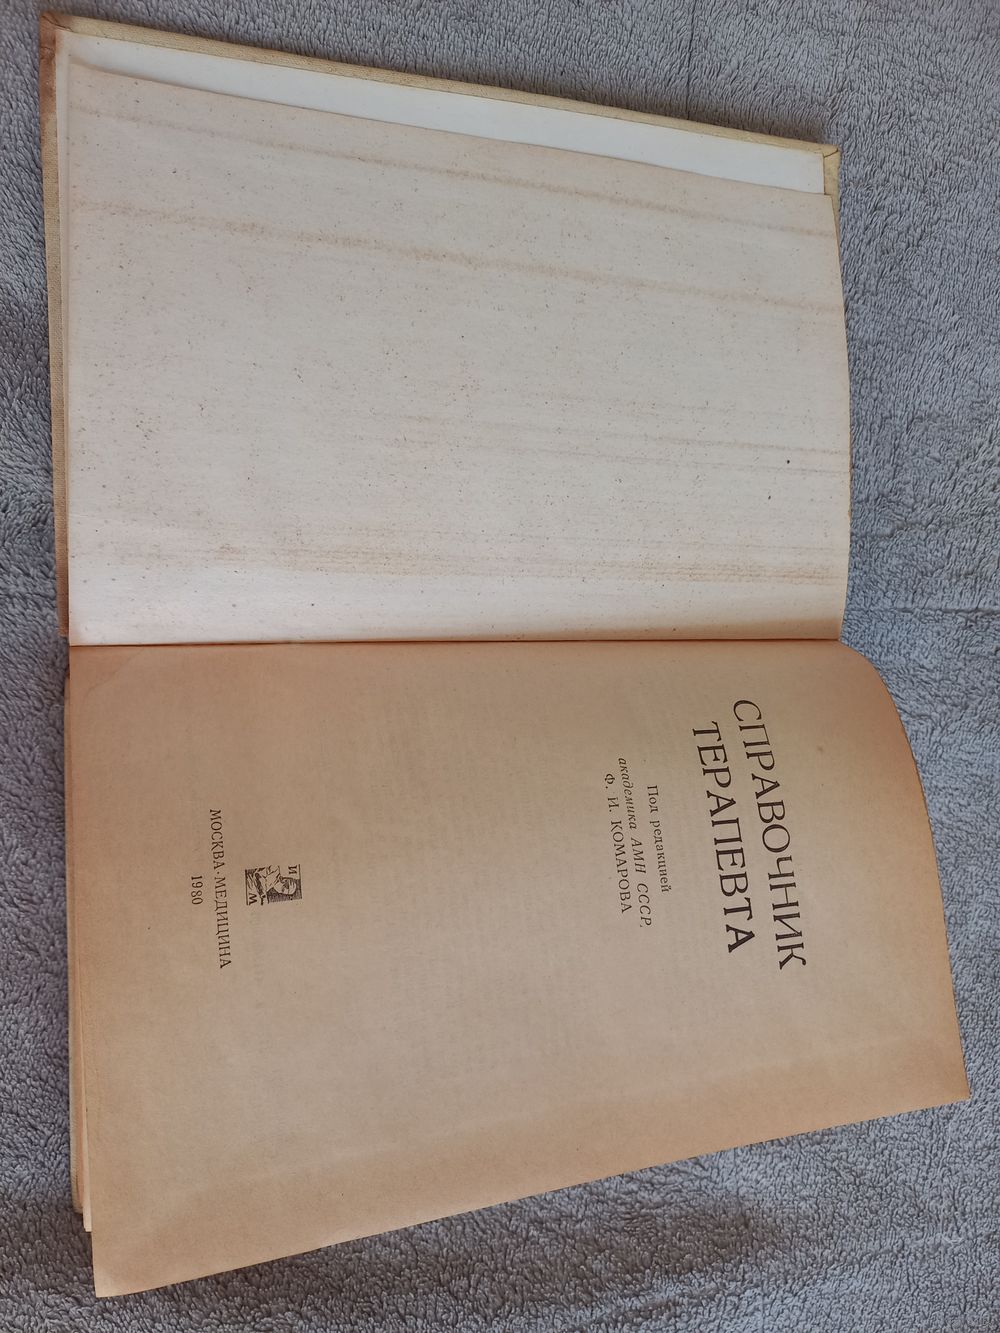 СПРАВОЧНИК
ТЕРАПЕВТА
Под редакцией
академика АМН СССР,
Ф. И. КОМАРОВА
И
М
МОСКВА·МЕДИЦИНА
1980